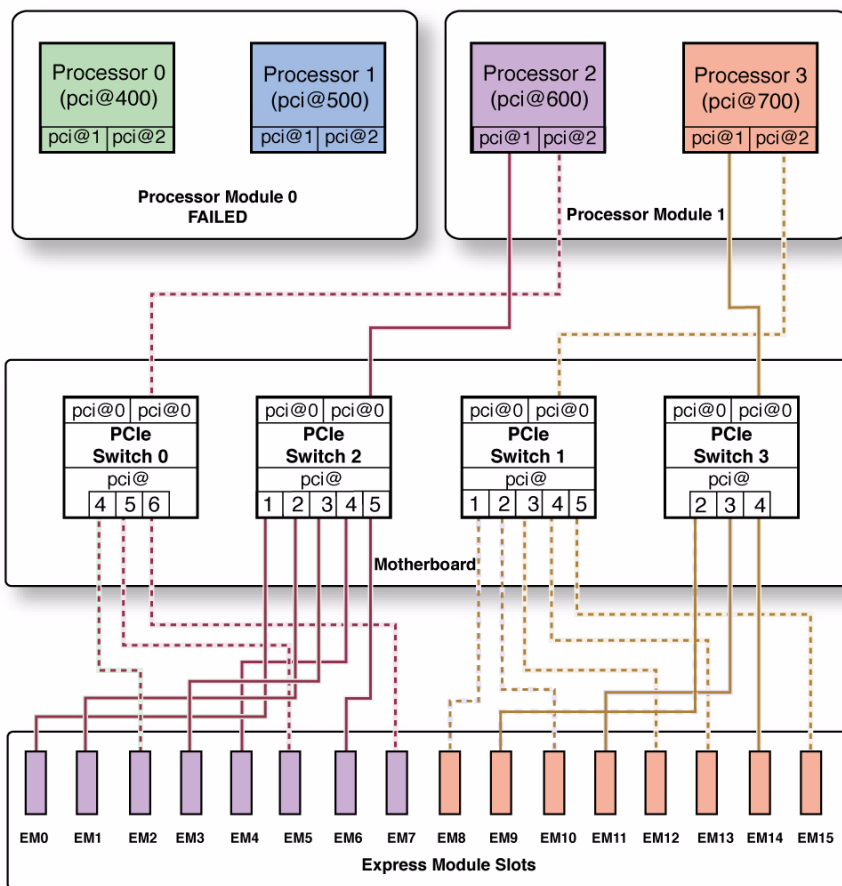 Processor 0
(pci@400)
pci@1 pci@2
Processor 1
(pci@500)
pci@1 pci@2
Processor Module 0
FAILED
Processor 2
(pci@600)
pci@1 pci@2
Processor 3
(pci@700)
pci@1 pci@2
Processor Module 1
pci@0 pci@0
PCIe
Switch 0
pci@
4 5 6
pci@0 pci@0
PCIe
Switch 2
pci@
1 2 3 4 5
pci@0 pci@0
PCIe
Switch 1
pci@
1 2 3 4 5
pci@0 pci@0
PCIe
Switch 3
pci@
2 3 4
Motherboard
EM0 EM1 EM2 EM3 EM4 EM5 EM6 EM7 EM8 EM9 EM10 EM11 EM12 EM13 EM14 EM15
Express Module Slots